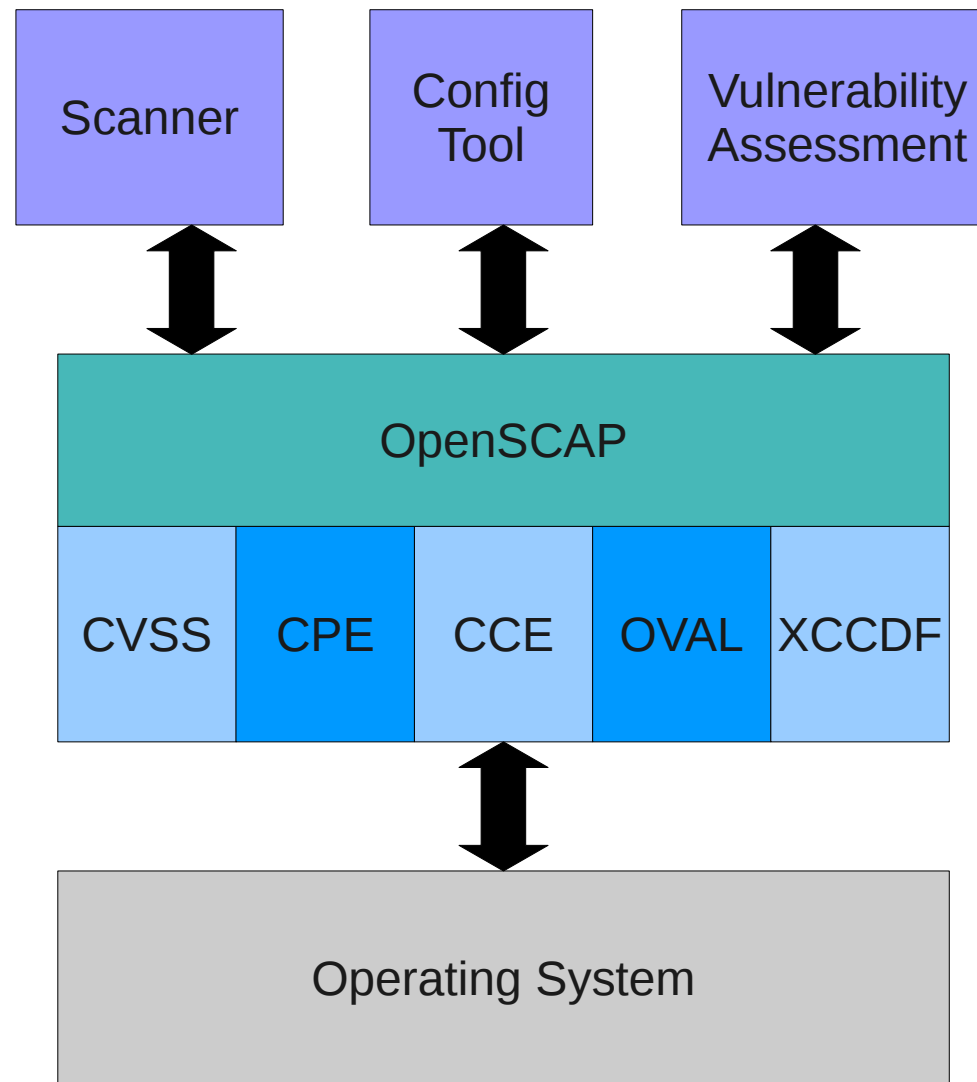 Scanner
Config
Tool
Vulnerability
Assessment
OpenSCAP
CVSS
CPE
CCE
OVAL
XCCDF
Operating System